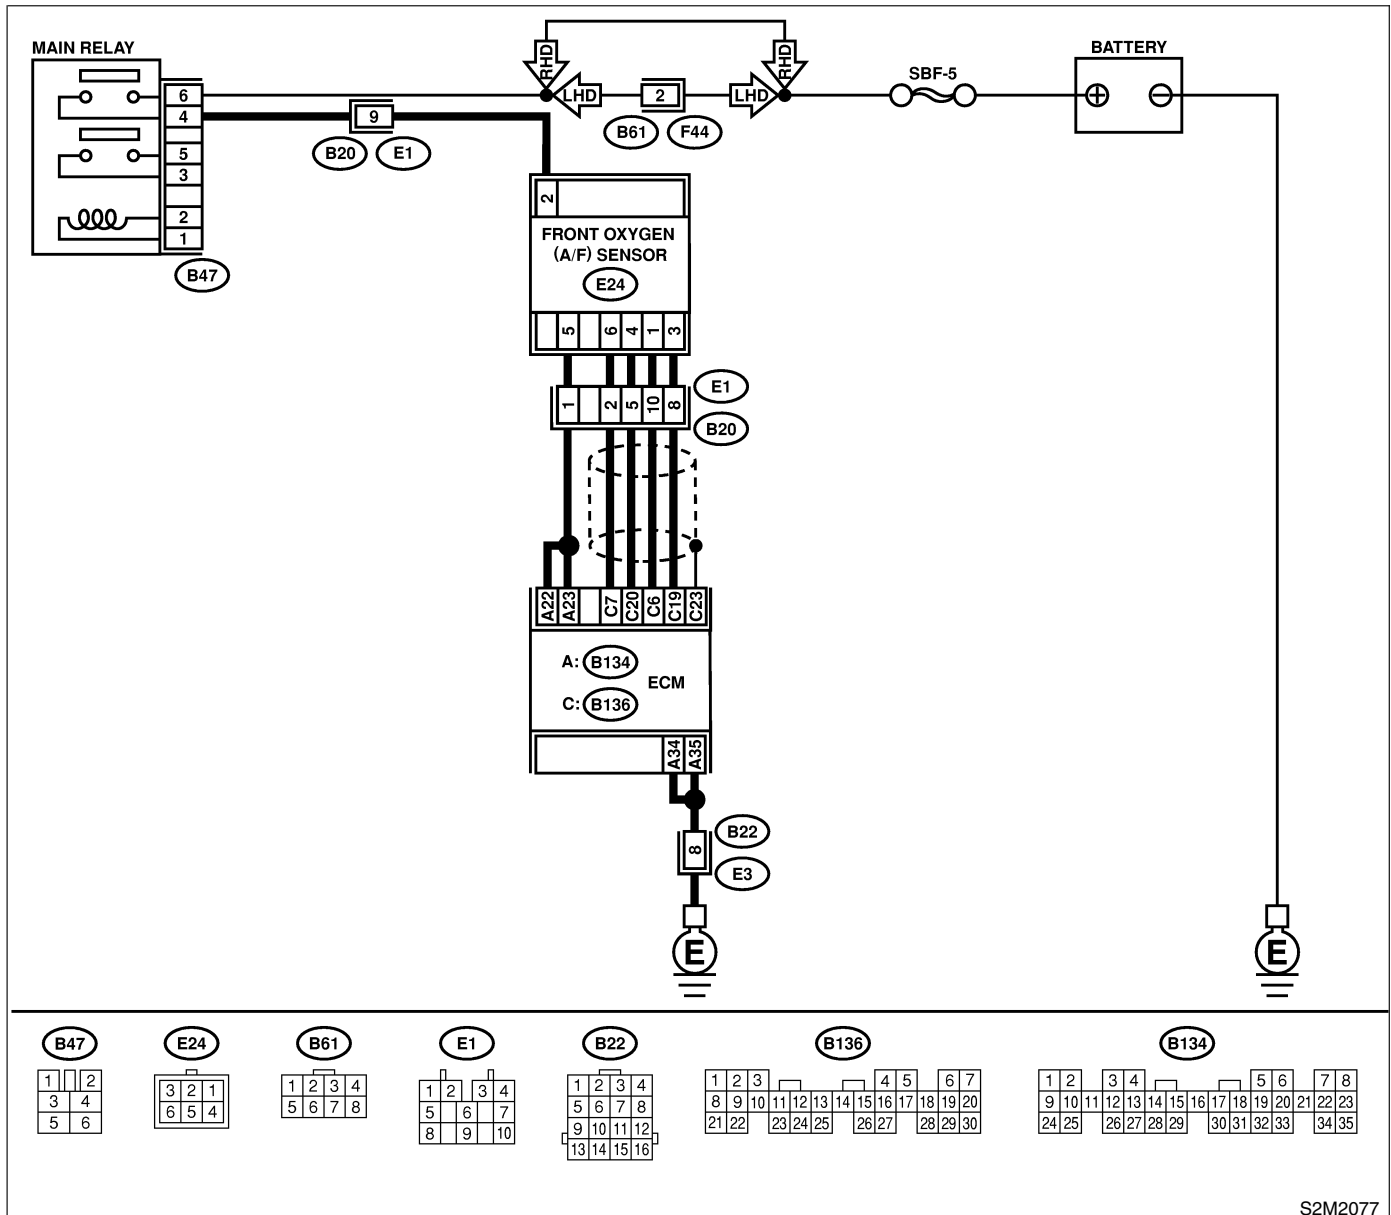 MAIN RELAY
BATTERY
SBF-5
RHD
RHD
LHD
2
LHD
B61
F44
6
4
5
3
2
1
B47
9
B20
E1
2
FRONT OXYGEN
(A/F) SENSOR
E24
5 6 4 1 3
E1
1 2 5 10 8
B20
A22 A23 C7 C20 C6 C19 C23
A: B134
ECM
C: B136
A34 A35
B22
8
E3
E
E
B47
1 2
3 4
5 6
E24
3 2 1
6 5 4
B61
1 2 3 4
5 6 7 8
E1
1 2 3 4
5 6 7
8 9 10
B22
1 2 3 4
5 6 7 8
9 10 11 12
13 14 15 16
B136
1 2 3 4 5 6 7
8 9 10 11 12 13 14 15 16 17 18 19 20
21 22 23 24 25 26 27 28 29 30
B134
1 2 3 4 5 6 7 8
9 10 11 12 13 14 15 16 17 18 19 20 21 22 23
24 25 26 27 28 29 30 31 32 33 34 35
S2M2077